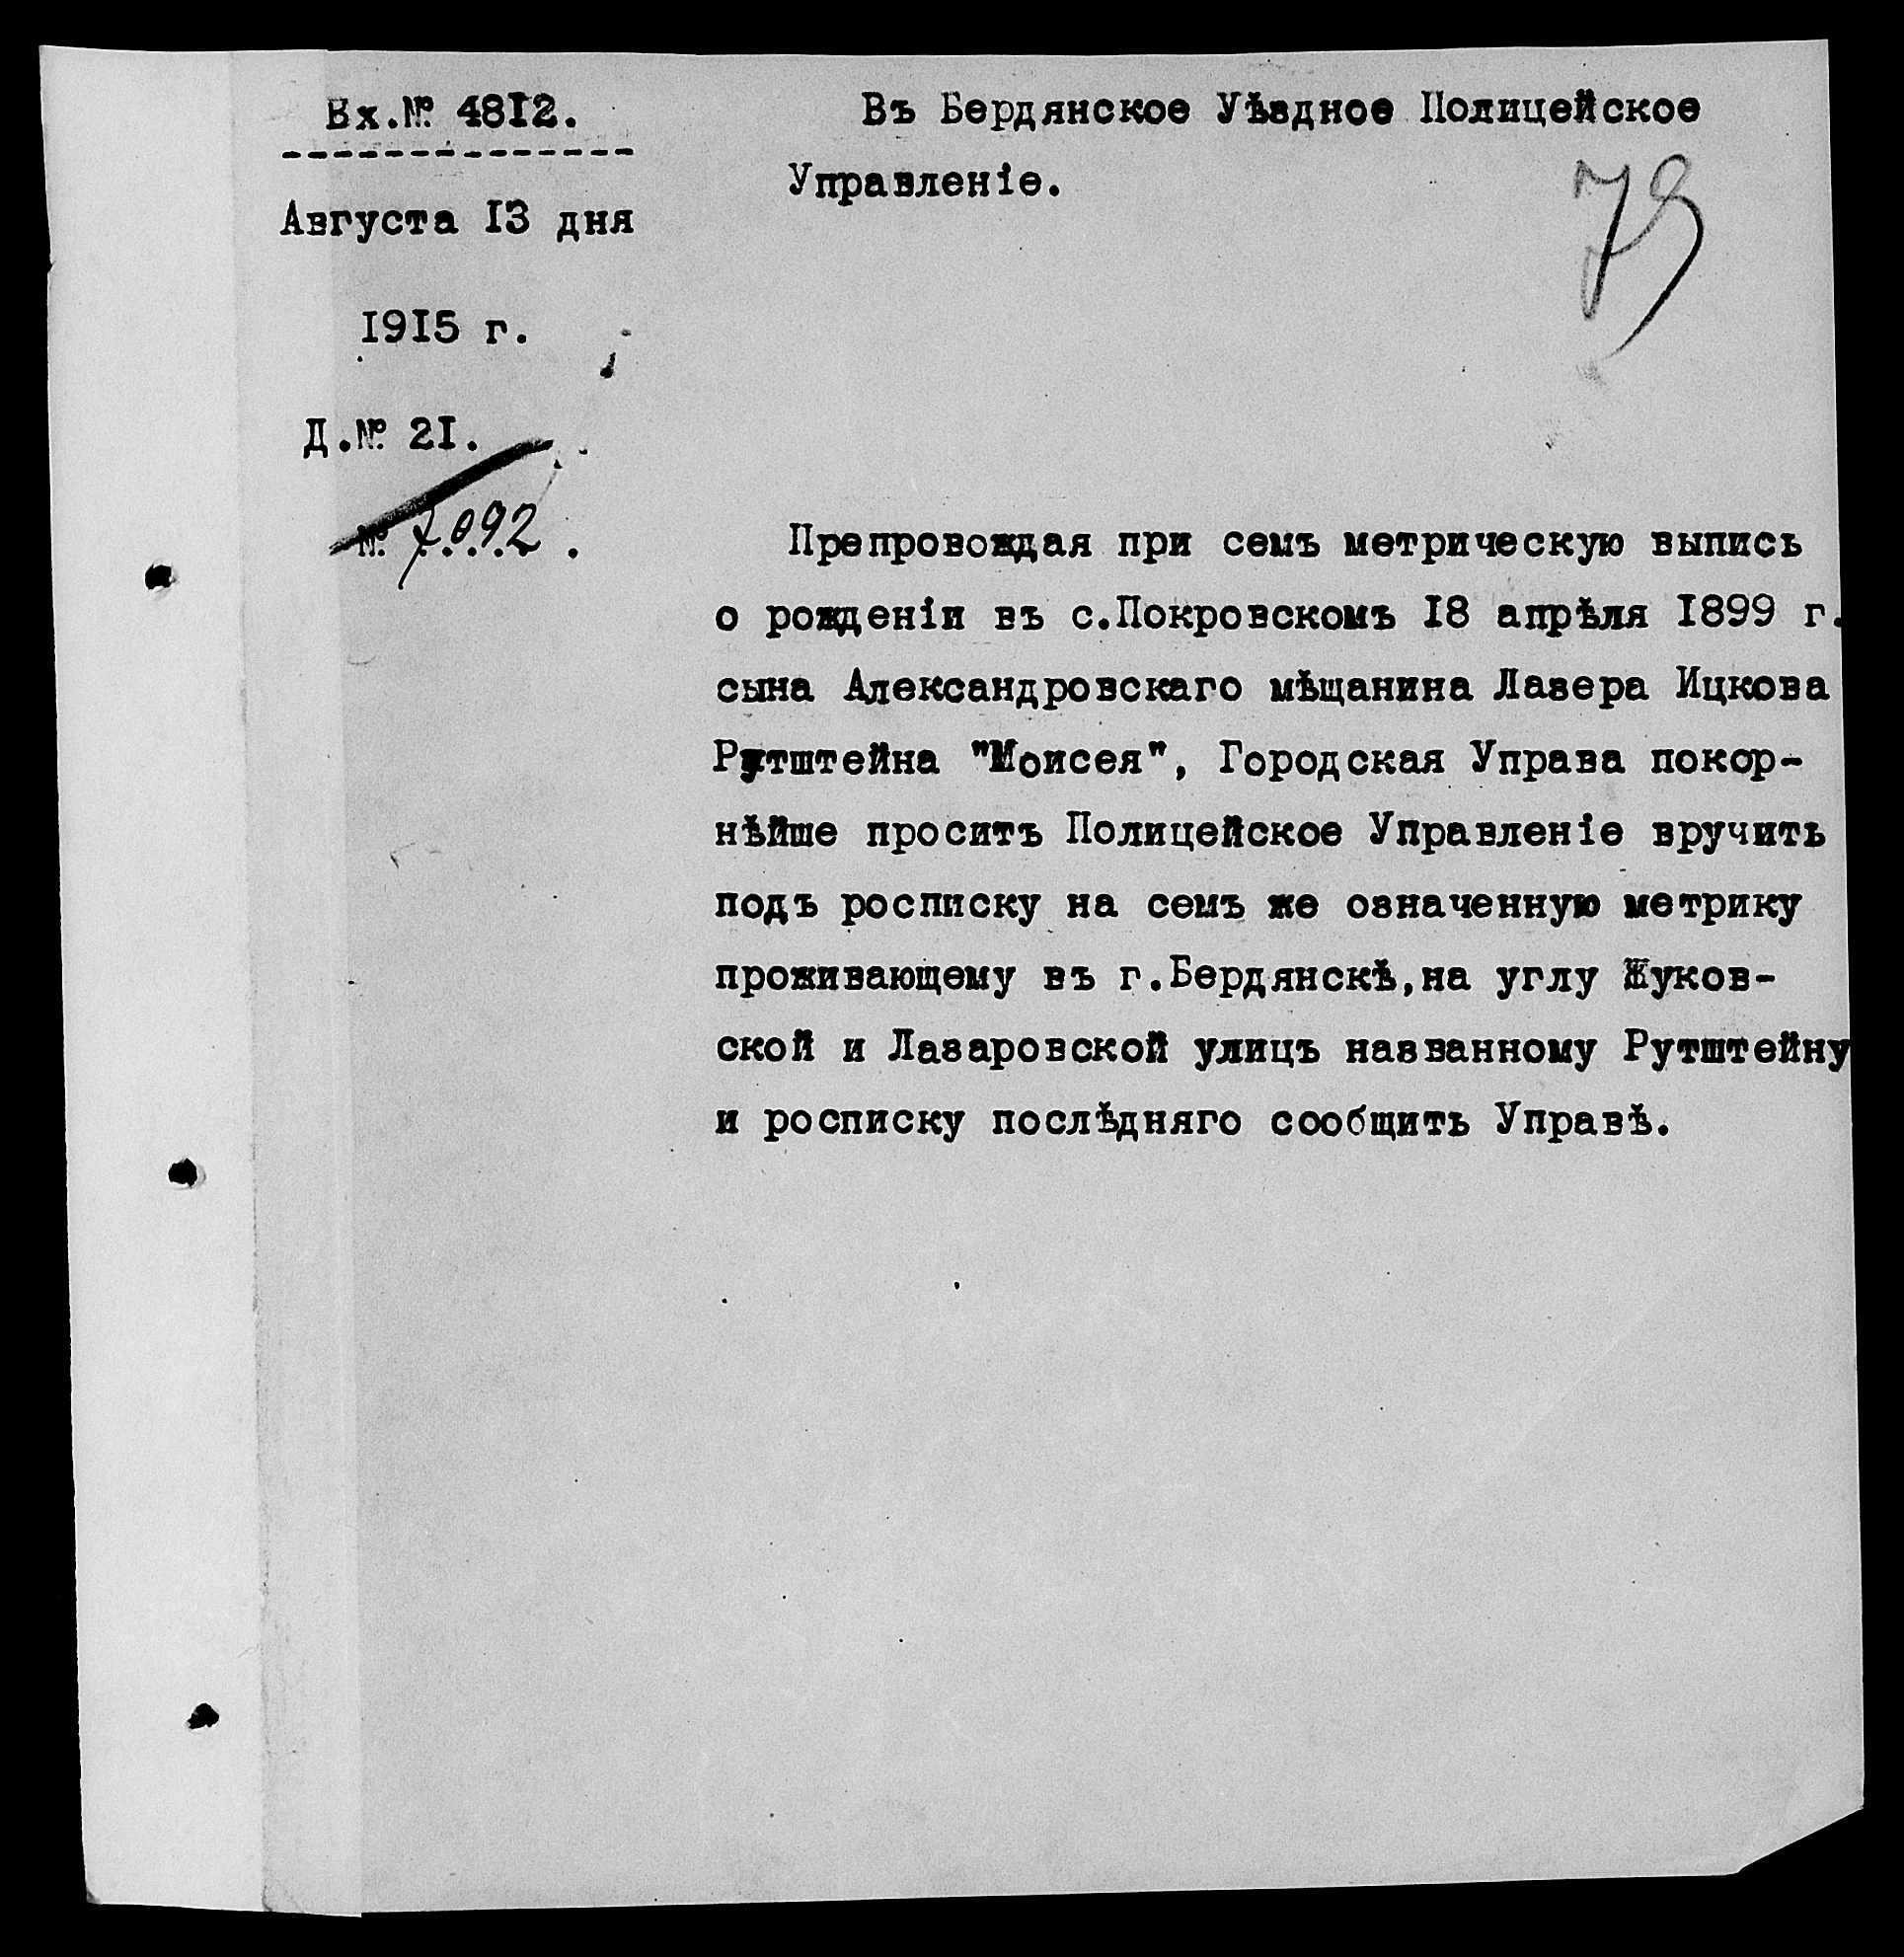 Вх.№ 4812.
Августа 13 дня
1915 г.
Д.№ 21.
№ 7092.
Въ Бердянское Уѣздное Полицейское
Управленіе.
79
Препровождая при семъ метрическую выпись
о рожденіи въ с.Покровскомъ 18 апрѣля 1899 г.
сына Александровскаго мѣщанина Лазера Ицкова
Рутштейна "Моисея", Городская Управа покор-
нѣйше проситъ Полицейское Управленіе вручить
подъ росписку на семъ же означенную метрику
проживающему въ г.Бердянскѣ,на углу Жуков-
ской и Лазаровской улицъ названному Рутштейну
и росписку послѣдняго сообщить Управѣ.